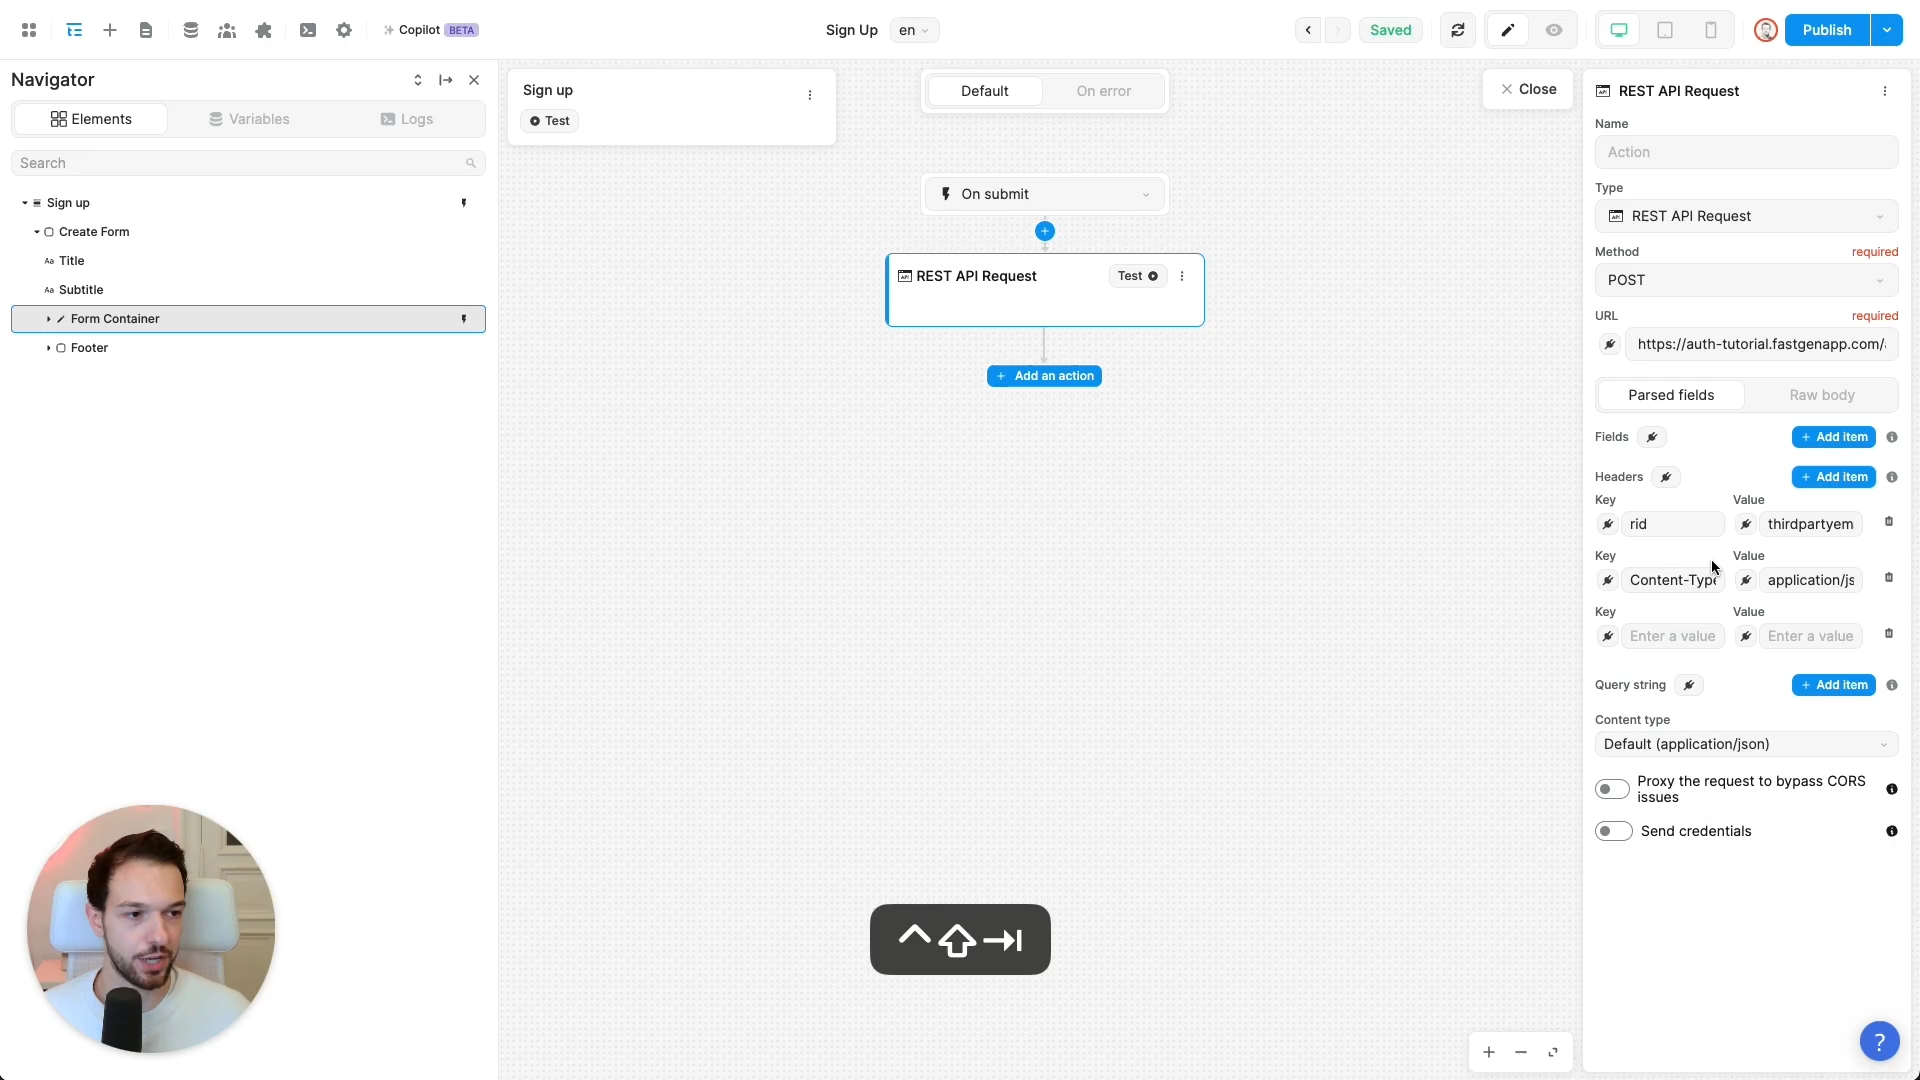 Copilot BETA
Sign Up
en
Saved
Publish
Navigator
Elements
Variables
Logs
Search
Sign up
Create Form
Aa Title
Aa Subtitle
Form Container
Footer
Sign up
Test
Default
On error
Close
On submit
REST API Request
Test
+ Add an action
REST API Request
Name
Action
Type
REST API Request
Method
required
POST
URL
required
https://auth-tutorial.fastgenapp.com/
Parsed fields
Raw body
Fields
+ Add item
Headers
+ Add item
Key
Value
rid
thirdpartyem
Key
Value
Content-Type
application/js
Key
Value
Enter a value
Enter a value
Query string
+ Add item
Content type
Default (application/json)
Proxy the request to bypass CORS
issues
Send credentials
?